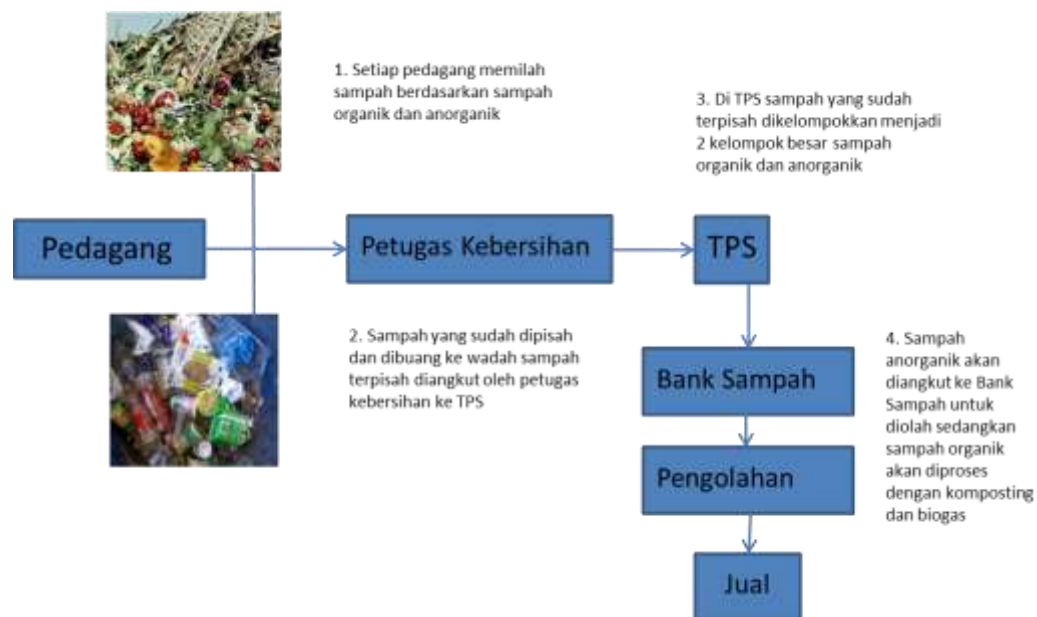 1. Setiap pedagang memilah
sampah berdasarkan sampah
organik dan anorganik
3. Di TPS sampah yang sudah
terpisah dikelompokkan menjadi
2 kelompok besar sampah
organik dan anorganik
Pedagang
Petugas Kebersihan
TPS
2. Sampah yang sudah dipisah
dan dibuang ke wadah sampah
terpisah diangkut oleh petugas
kebersihan ke TPS
Bank Sampah
Pengolahan
Jual
4. Sampah
anorganik akan
diangkut ke Bank
Sampah untuk
diolah sedangkan
sampah organik
akan diproses
dengan komposting
dan biogas